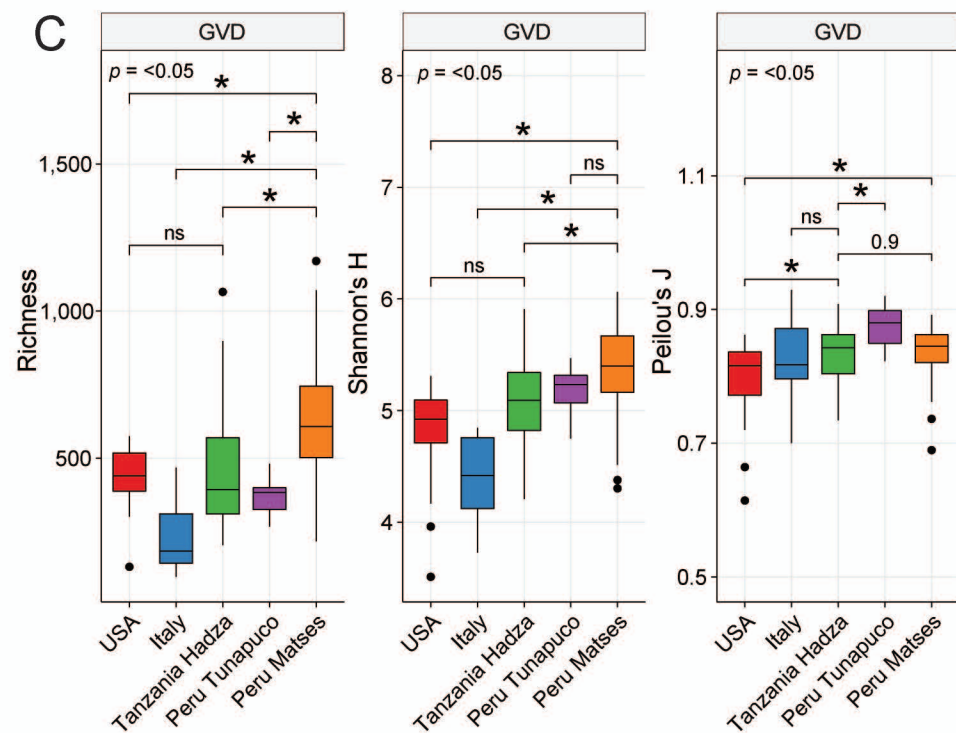 C
GVD
p = <0.05
*
*
*
*
ns
Richness
1,500
1,000
500
USA
Italy
Tanzania Hadza
Peru Tunapuco
Peru Matses
GVD
p = <0.05
*
ns
*
*
ns
Shannon's H
8
7
6
5
4
USA
Italy
Tanzania Hadza
Peru Tunapuco
Peru Matses
GVD
p = <0.05
*
*
ns
0.9
*
Peilou's J
1.1
0.9
0.7
0.5
USA
Italy
Tanzania Hadza
Peru Tunapuco
Peru Matses